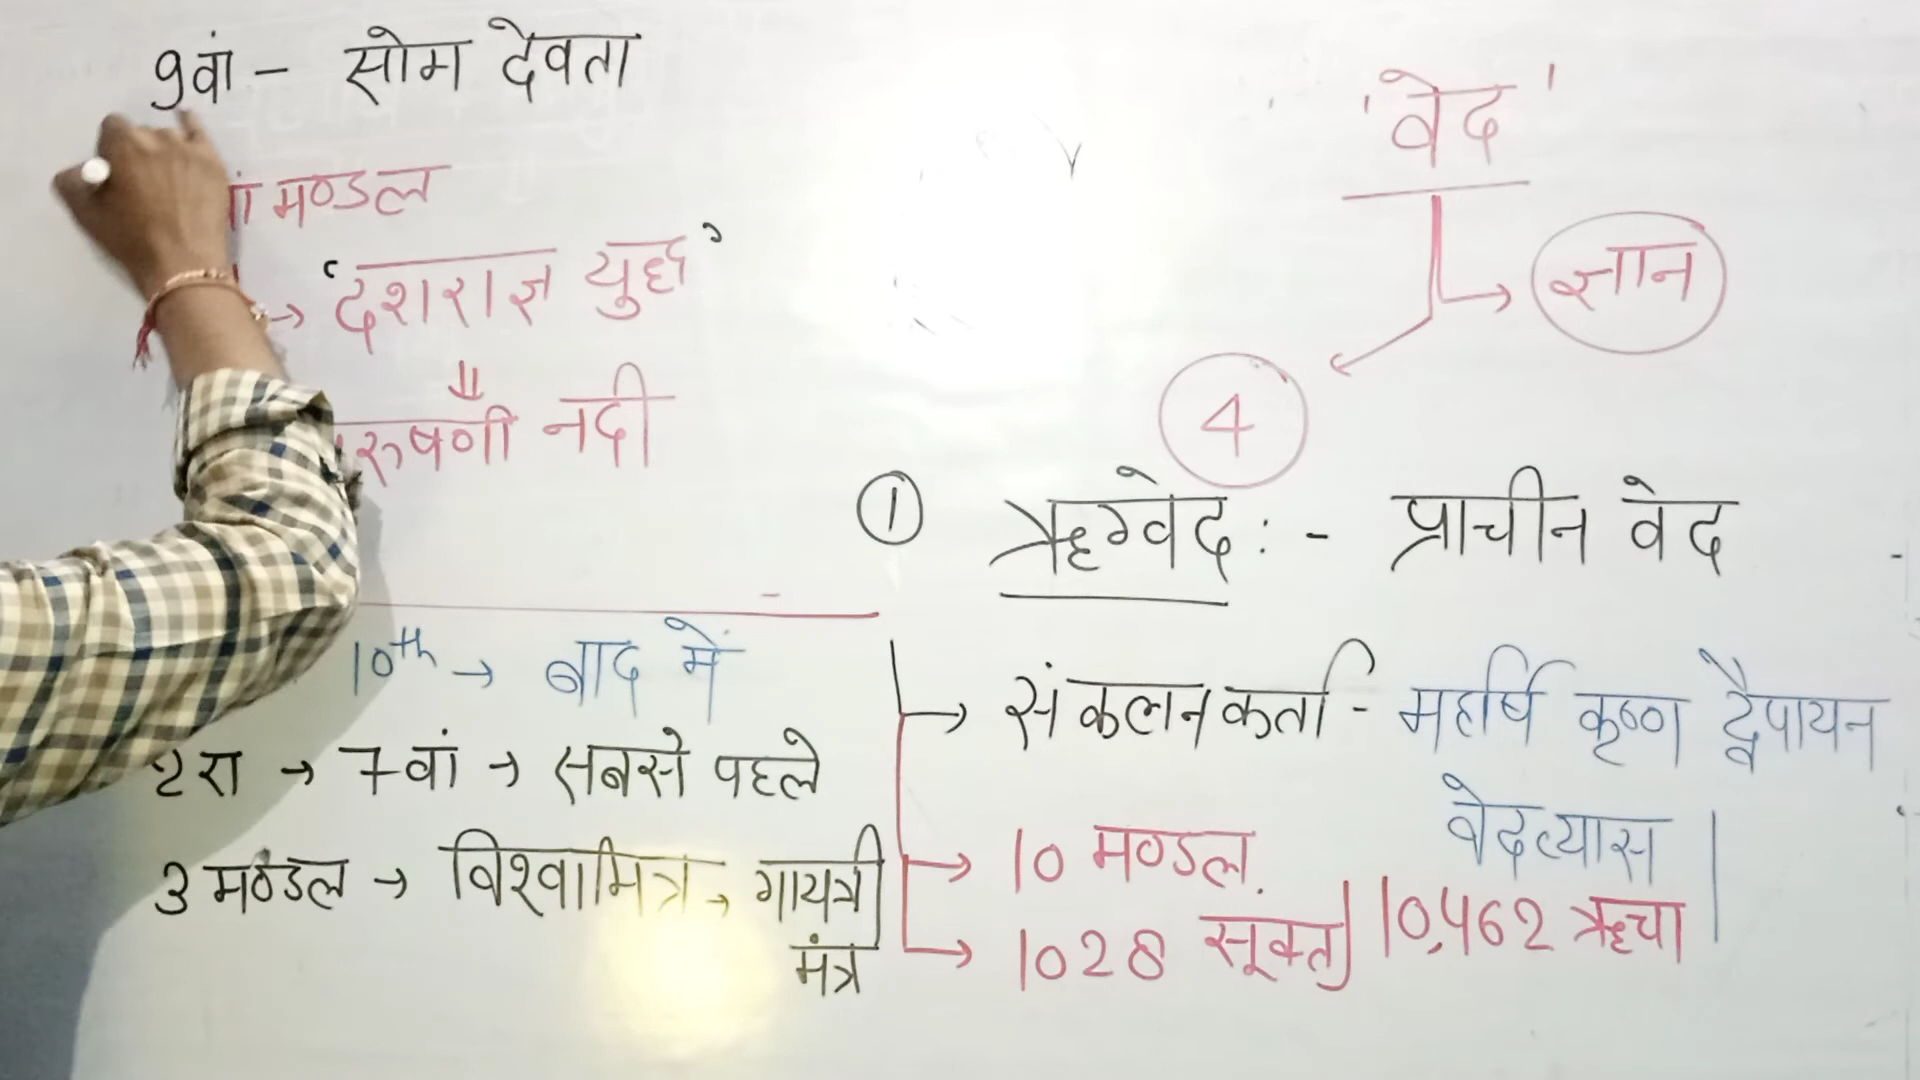 9वां - सोम देवता
मण्डल
→ 'दशराज्ञ युद्ध'
नदी
10th → बाद में
2रा → 7वां → सबसे पहले
3 मण्डल → विश्वामित्र → गायत्री
मंत्र
'वेद'
→ ज्ञान
4
① ऋग्वेद :- प्राचीन वेद
→ संकलनकर्ता - महर्षि कृष्ण द्वैपायन
वेदव्यास |
→ 10 मण्डल.
→ 1028 सूक्त 10,462 ऋचा